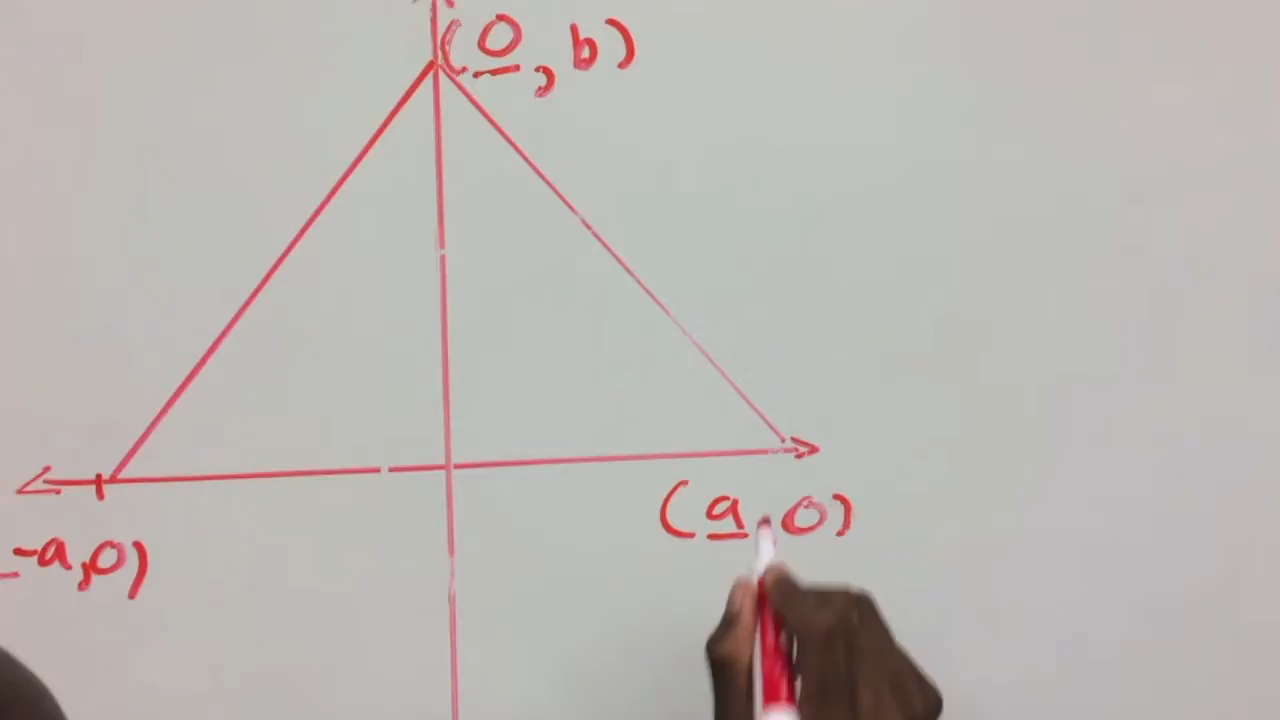 (0, b)
(a, 0)
-a, 0)